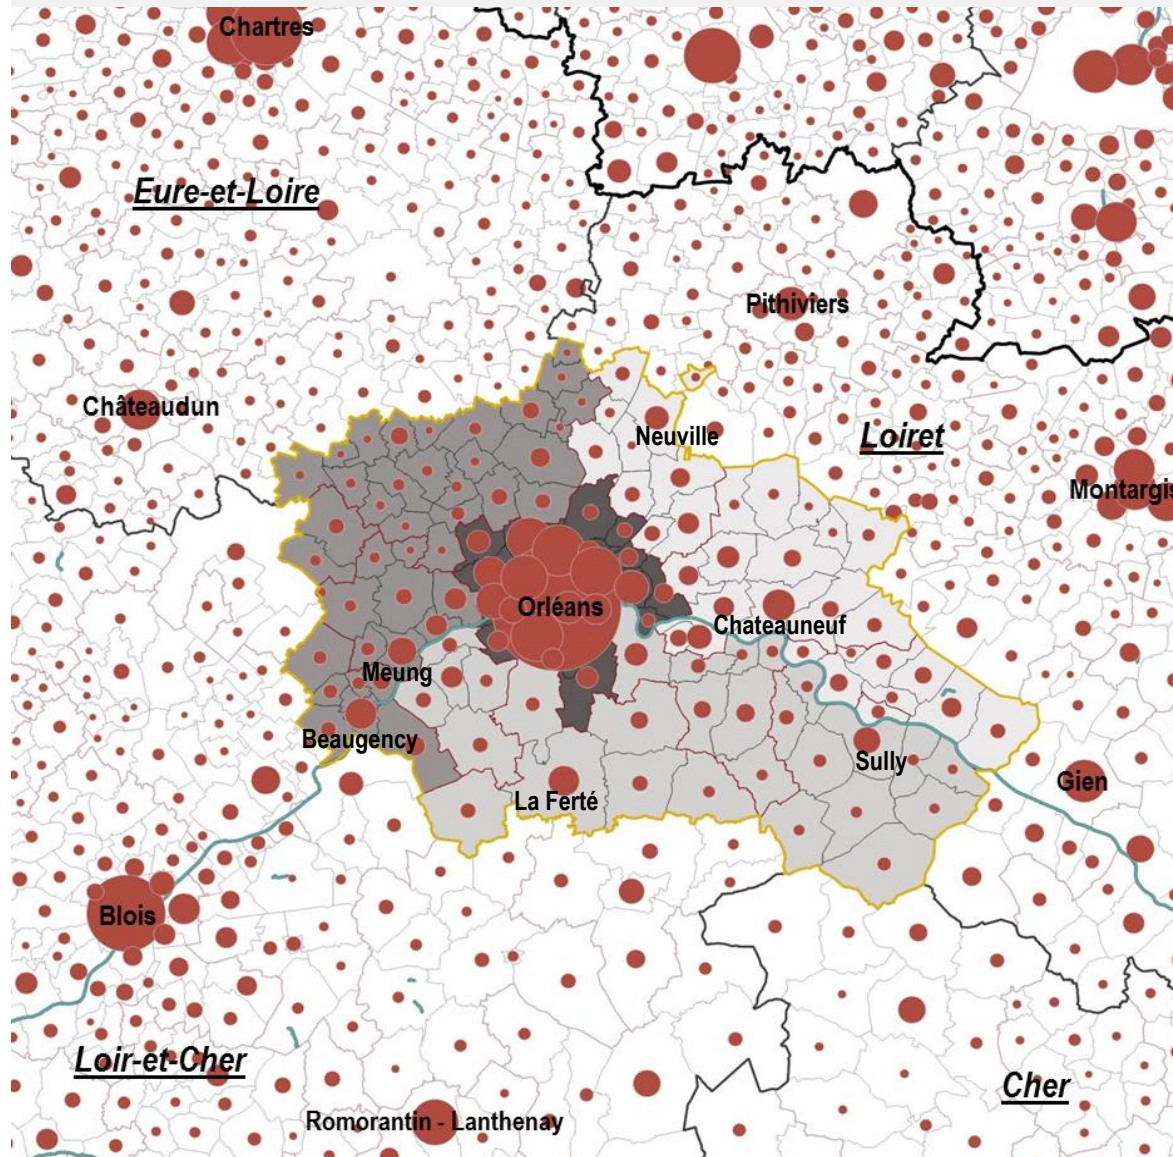 Chartres
Eure-et-Loire
Pithiviers
Châteaudun
Neuville
Loiret
Montargis
Orléans
Chateauneuf
Meung
Beaugency
Sully
La Ferté
Gien
Blois
Loir-et-Cher
Cher
Romorantin - Lanthenay